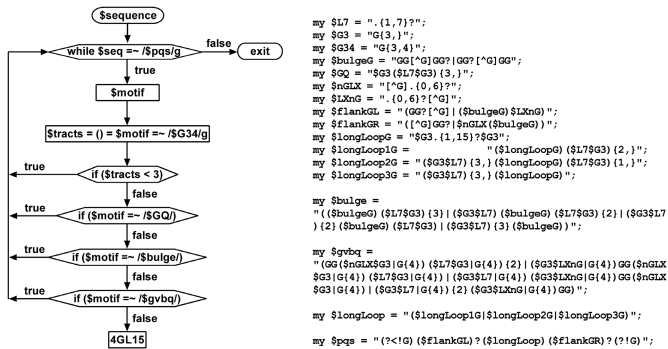 $sequence
while $seq =~ /$pqs/g
false
exit
true
$motif
$tracts = () = $motif =~ /$G34/g
true
if ($tracts < 3)
false
true
if ($motif =~ /$GQ/)
false
true
if ($motif =~ /$bulge/)
false
true
if ($motif =~ /$gvbq/)
false
4GL15
my $L7 = ".{1,7}?";
my $G3 = "G{3,}";
my $G34 = "G{3,4}";
my $bulgeG = "GG[^G]GG?|GG?[^G]GG";
my $GQ = "$G3($L7$G3){3,}";
my $nGLX = "[^G].{0,6}?";
my $LXnG = ".{0,6}?[^G]";
my $flankGL = "(GG?[^G]|($bulgeG)$LXnG)";
my $flankGR = "([^G]GG?|$nGLX($bulgeG))";
my $longLoopG = "$G3.{1,15}?$G3";
my $longLoop1G = "($longLoopG)($L7$G3){2,}";
my $longLoop2G = "($G3$L7){3,}($longLoopG)($L7$G3){1,}";
my $longLoop3G = "($G3$L7){3,}($longLoopG)";
my $bulge =
"(($bulgeG)($L7$G3){3}|($G3$L7)($bulgeG)($L7$G3){2}|($G3$L7
){2}($bulgeG)($L7$G3)|($G3$L7){3}($bulgeG))";
my $gvbq =
"(GG($nGLX$G3|G{4})($L7$G3|G{4}){2}|($G3$LXnG|G{4})GG($nGLX
$G3|G{4})($L7$G3|G{4})|($G3$L7|G{4})($G3$LXnG|G{4})GG($nGLX
$G3|G{4})|($G3$L7|G{4}){2}($G3$LXnG|G{4})GG)";
my $longLoop = "($longLoop1G|$longLoop2G|$longLoop3G)";
my $pqs = "(?<!G)($flankGL)?($longLoop)($flankGR)?(?!G)";